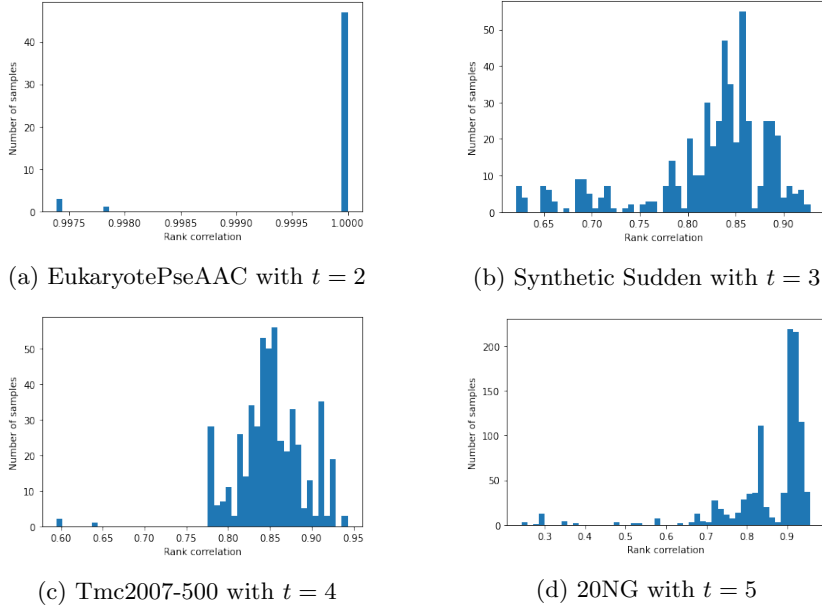 Number of samples
40
30
20
10
0
0.9975 0.9980 0.9985 0.9990 0.9995 1.0000
Rank correlation
(a) EukaryotePseAAC with t = 2
Number of samples
50
40
30
20
10
0
0.65 0.70 0.75 0.80 0.85 0.90
Rank correlation
(b) Synthetic Sudden with t = 3
Number of samples
50
40
30
20
10
0
0.60 0.65 0.70 0.75 0.80 0.85 0.90 0.95
Rank correlation
(c) Tmc2007-500 with t = 4
Number of samples
200
150
100
50
0
0.3 0.4 0.5 0.6 0.7 0.8 0.9
Rank correlation
(d) 20NG with t = 5